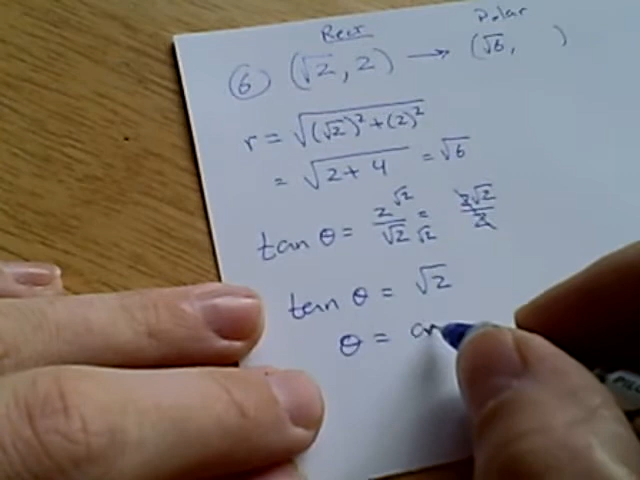 Rect Polar
⑥ (√2, 2) → (√6, )
r = √((√2)² + (2)²)
= √(2 + 4) = √6
tan θ = 2/√2 √2/√2 = 2√2/2
tan θ = √2
θ = ar